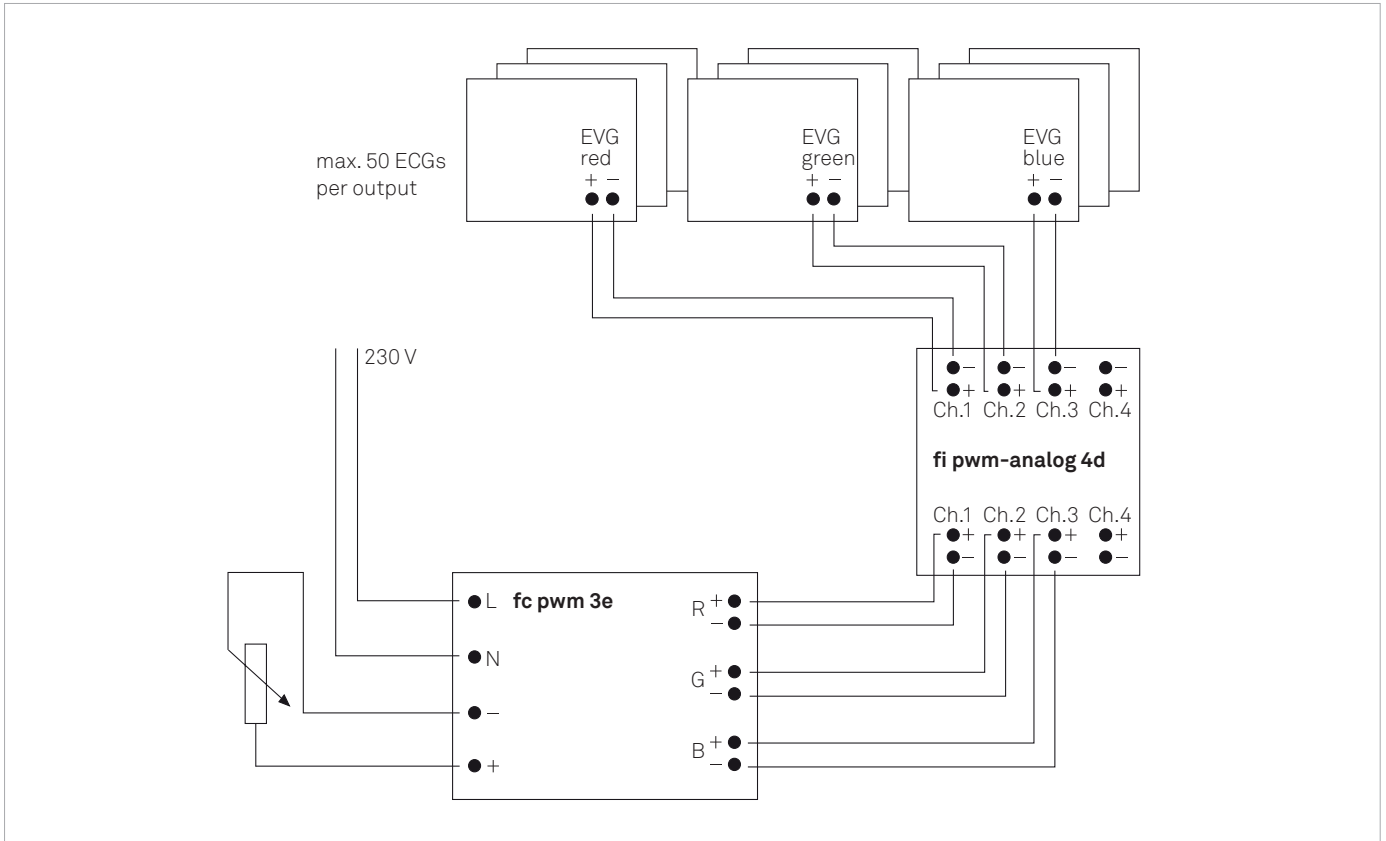 max. 50 ECGs
per output
EVG
red
+ −
EVG
green
+ −
EVG
blue
+ −
230 V
− − − −
+ + + +
Ch.1 Ch.2 Ch.3 Ch.4
fi pwm-analog 4d
Ch.1 Ch.2 Ch.3 Ch.4
+ + + +
− − − −
fc pwm 3e
L
N
−
+
R + −
G + −
B + −